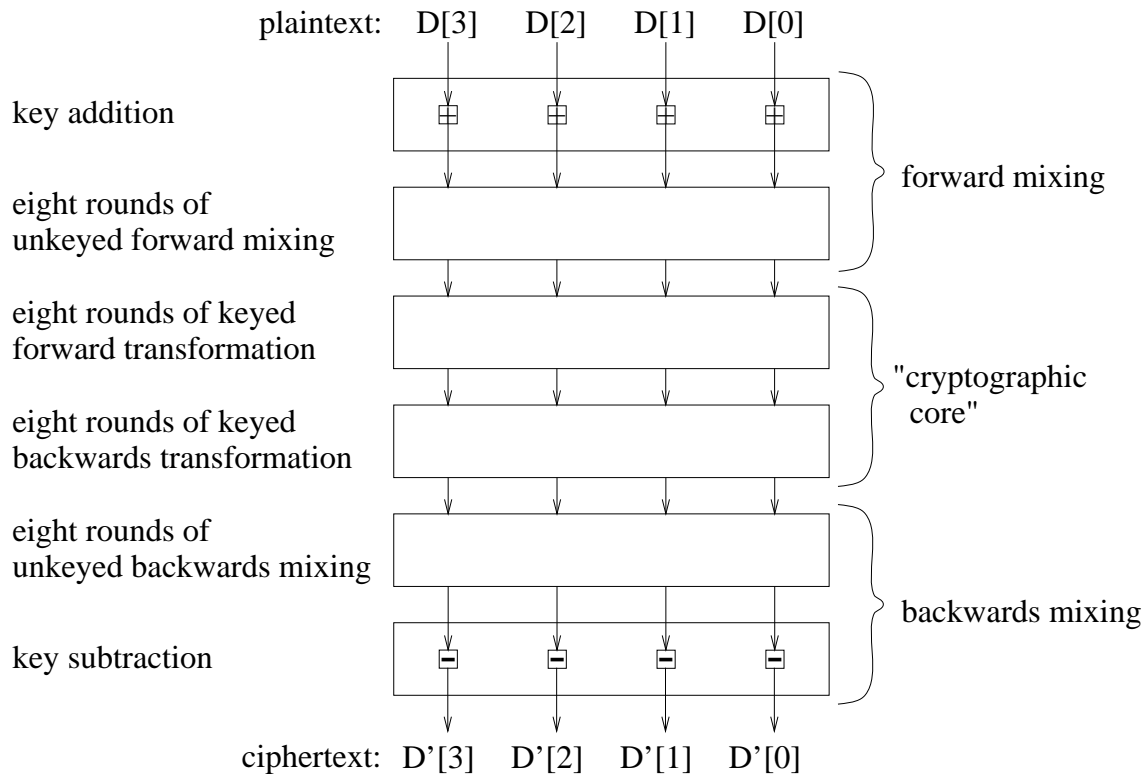 plaintext: D[3] D[2] D[1] D[0]
key addition
forward mixing
eight rounds of
unkeyed forward mixing
eight rounds of keyed
forward transformation
"cryptographic
core"
eight rounds of keyed
backwards transformation
eight rounds of
unkeyed backwards mixing
backwards mixing
key subtraction
ciphertext: D'[3] D'[2] D'[1] D'[0]